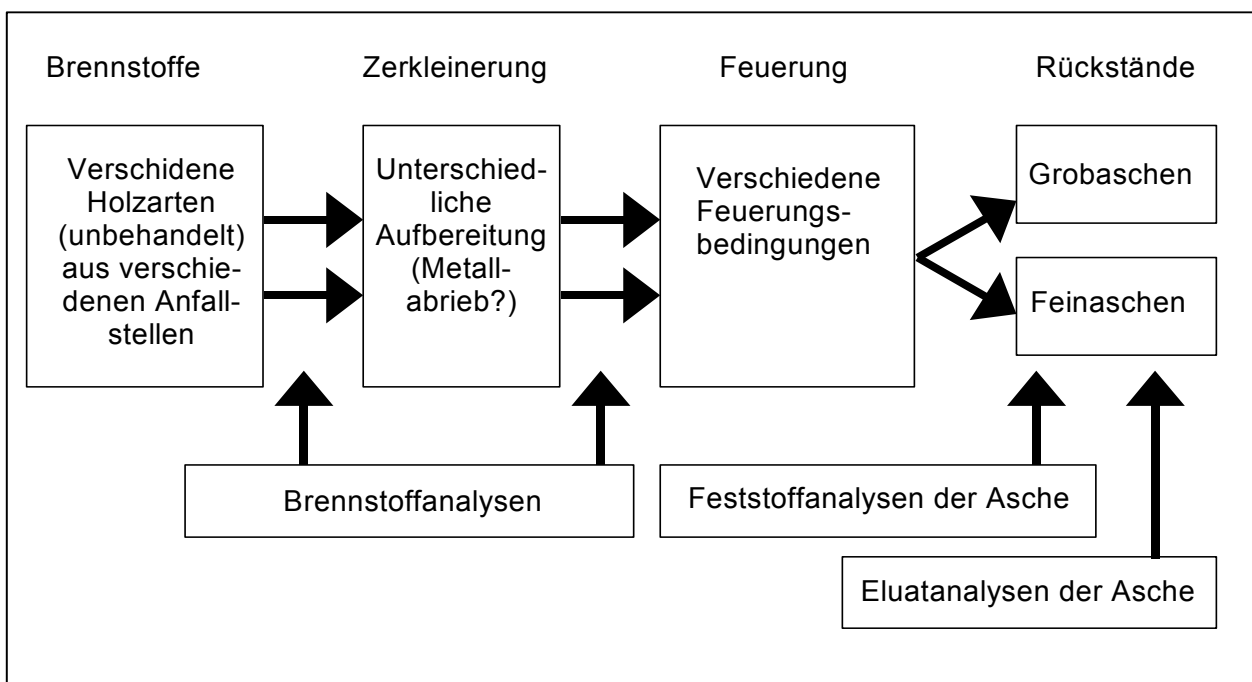 Brennstoffe
Zerkleinerung
Feuerung
Rückstände
Verschidene
Holzarten
(unbehandelt)
aus verschie-
denen Anfall-
stellen
Unterschied-
liche
Aufbereitung
(Metall-
abrieb?)
Verschiedene
Feuerungs-
bedingungen
Grobaschen
Feinaschen
Brennstoffanalysen
Feststoffanalysen der Asche
Eluatanalysen der Asche